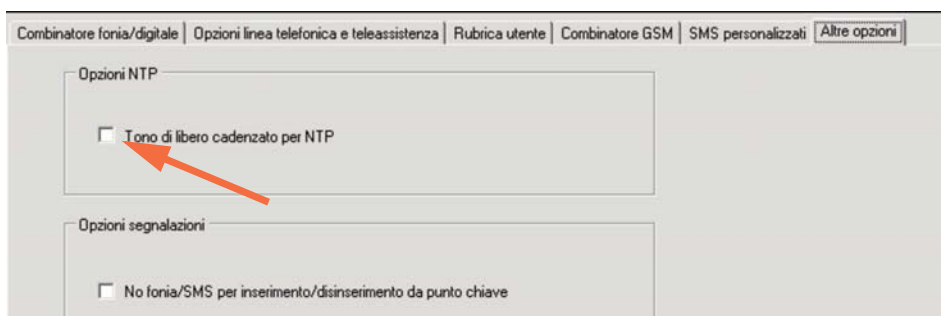 Combinatore fonia/digitale Opzioni linea telefonica e teleassistenza Rubrica utente Combinatore GSM SMS personalizzati Altre opzioni
Opzioni NTP
Tono di libero cadenzato per NTP
Opzioni segnalazioni
No fonia/SMS per inserimento/disinserimento da punto chiave